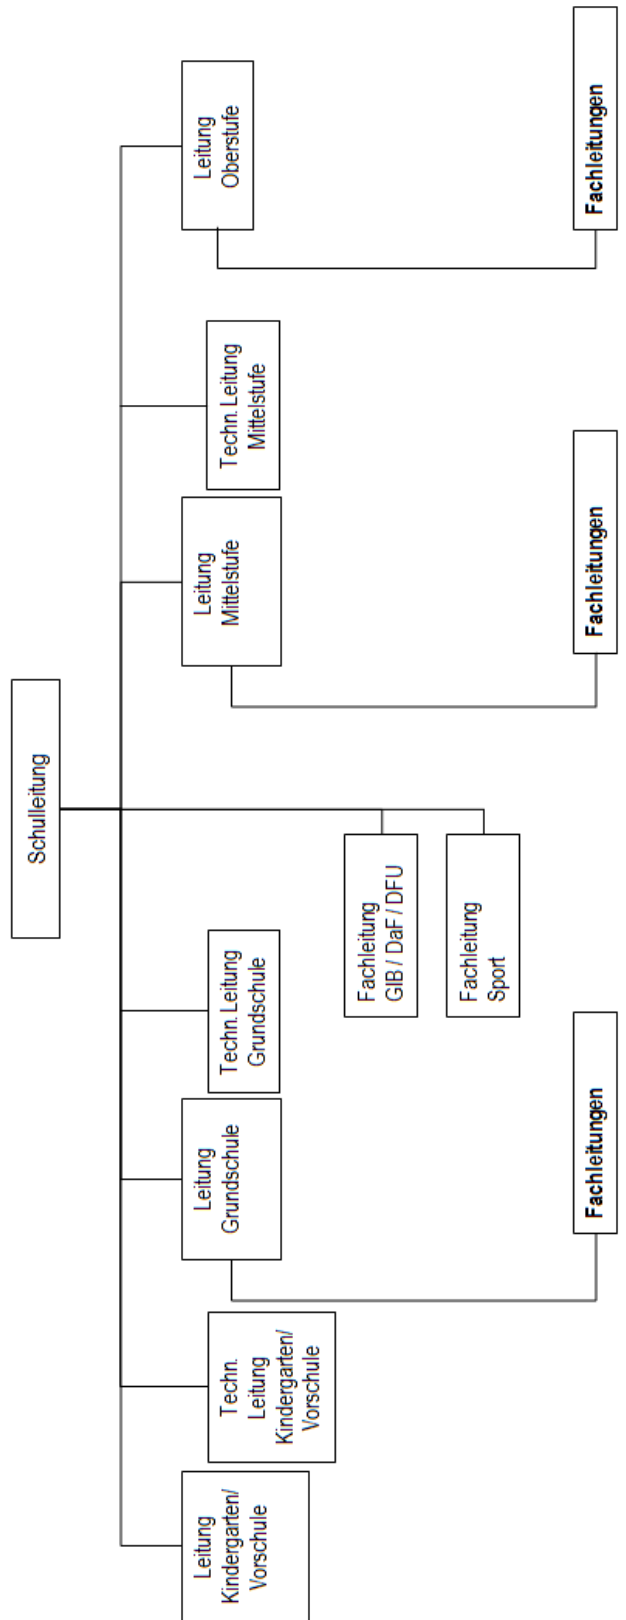 Schulleitung
Leitung
Kindergarten/
Vorschule
Techn.
Leitung
Kindergarten/
Vorschule
Leitung
Grundschule
Techn. Leitung
Grundschule
Leitung
Mittelstufe
Techn. Leitung
Mittelstufe
Leitung
Oberstufe
Fachleitung
GIB / DaF / DFU
Fachleitung
Sport
Fachleitungen
Fachleitungen
Fachleitungen